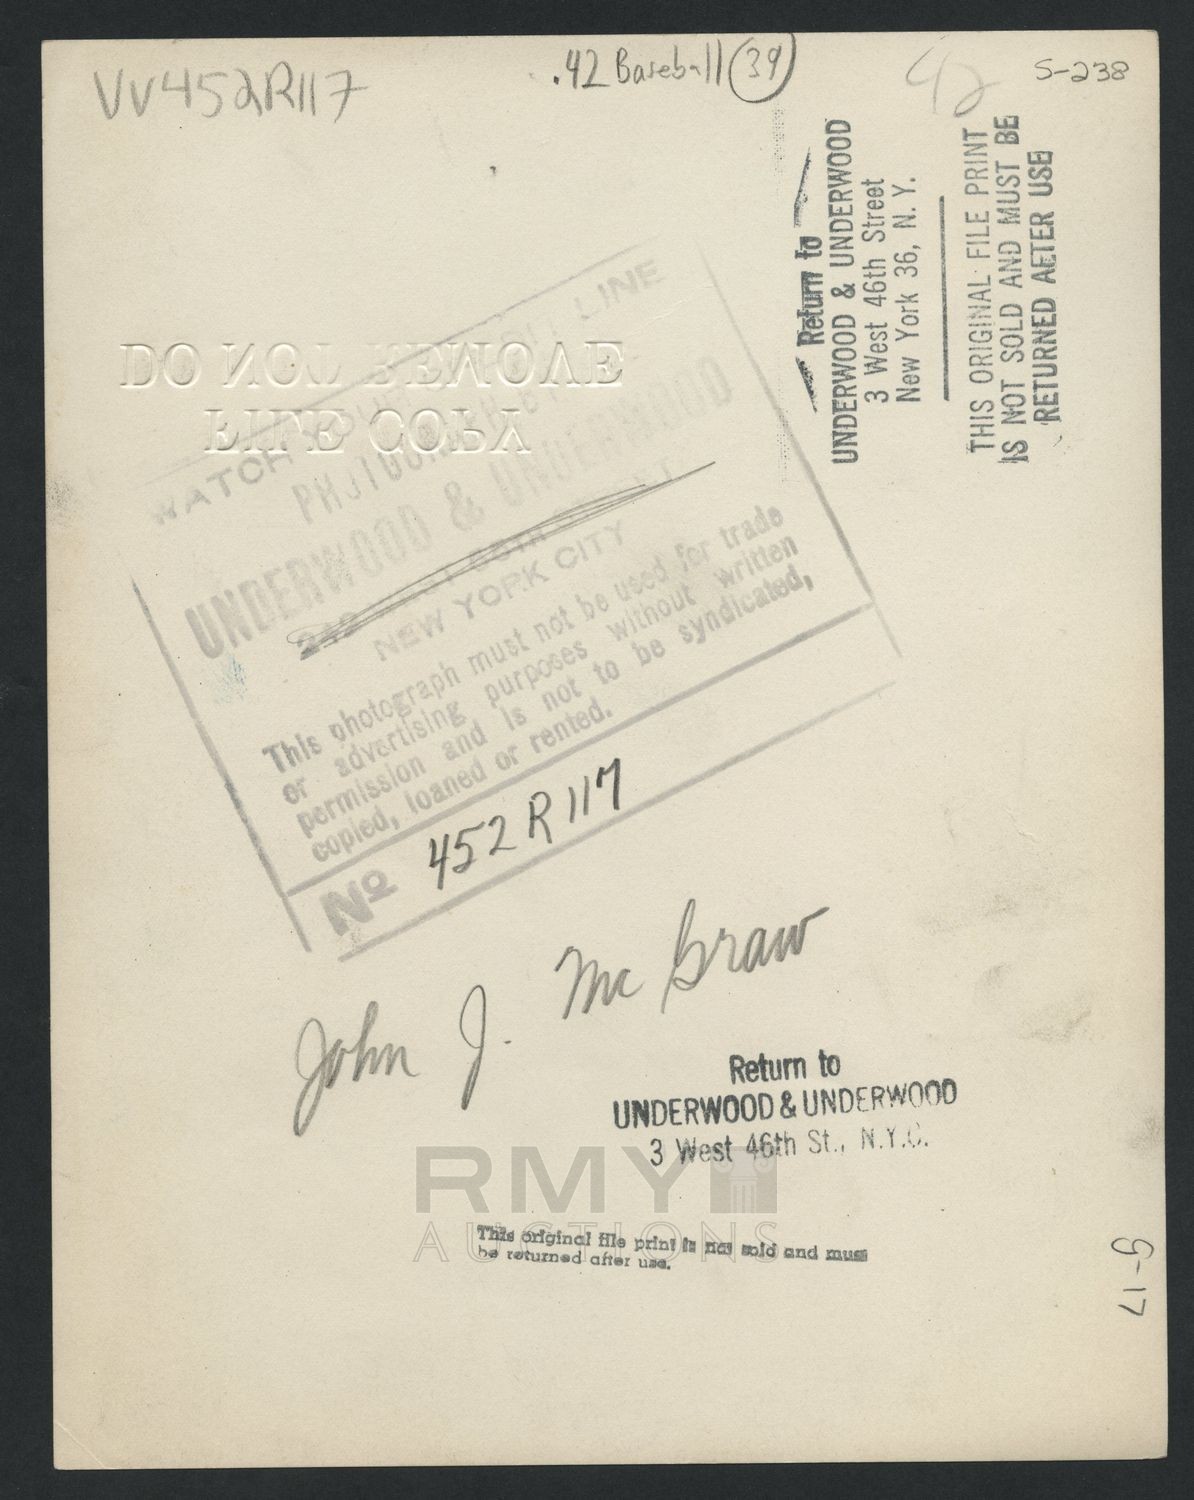 Vv452R117
.42 Baseball (39)
42
S-238
Return to
UNDERWOOD & UNDERWOOD
3 West 46th Street
New York 36, N. Y.
THIS ORIGINAL FILE PRINT
IS NOT SOLD AND MUST BE
RETURNED AFTER USE
DO NOT REMOVE
FILE COPY
WATCH LINE
UNDERWOOD & UNDERWOOD
NEW YORK CITY
This photograph must not be used for trade
or advertising purposes without written
permission and is not to be syndicated,
copied, loaned or rented.
No 452R117
John J. McGraw
Return to
UNDERWOOD & UNDERWOOD
3 West 46th St., N.Y.C.
RMY
AUCTIONS
This original file print is not sold and must
be returned after use.
9-17